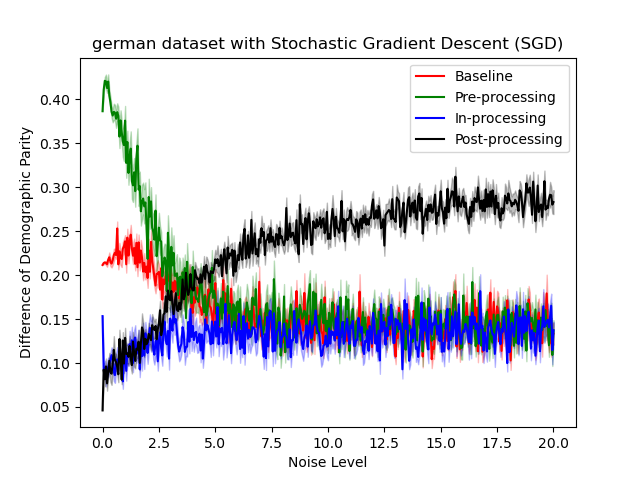 german dataset with Stochastic Gradient Descent (SGD)
Baseline
Pre-processing
In-processing
Post-processing
Difference of Demographic Parity
0.40
0.35
0.30
0.25
0.20
0.15
0.10
0.05
0.0 2.5 5.0 7.5 10.0 12.5 15.0 17.5 20.0
Noise Level